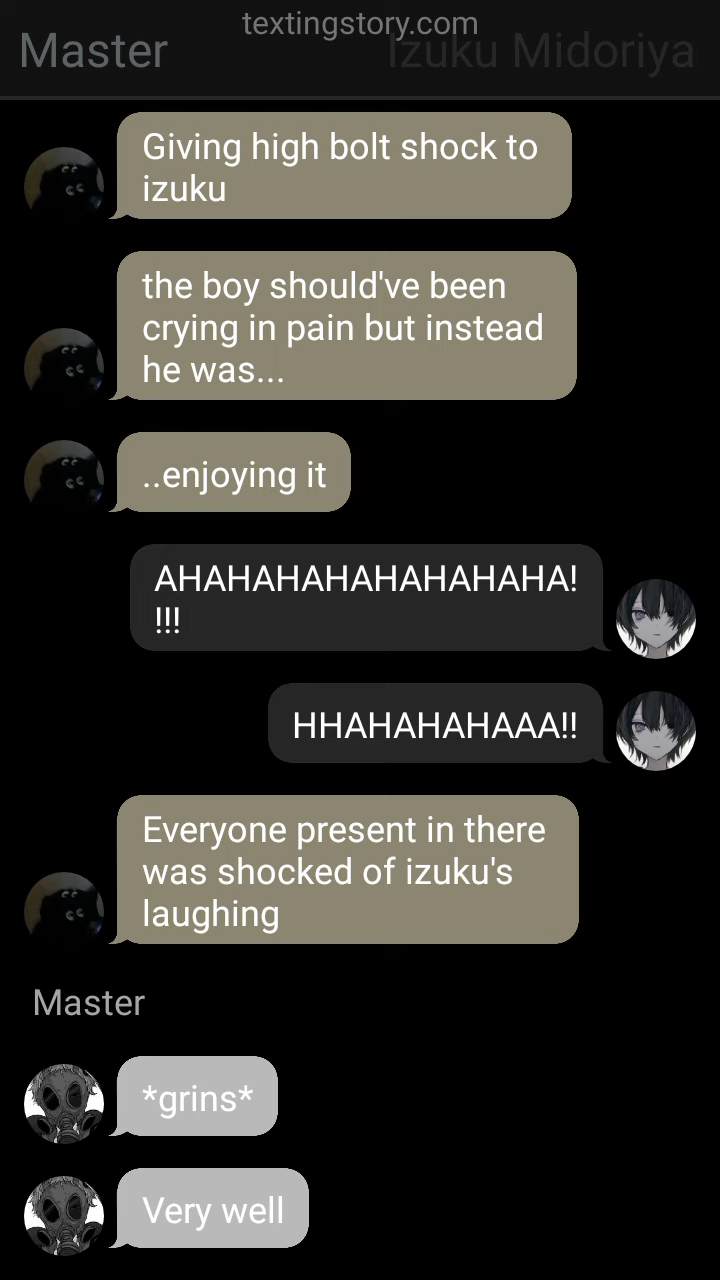 textingstory.com
Master
Izuku Midoriya
Giving high bolt shock to
izuku
the boy should've been
crying in pain but instead
he was...
..enjoying it
AHAHAHAHAHAHAHAHA!
!!!
HHAHAHAHAAA!!
Everyone present in there
was shocked of izuku's
laughing
Master
*grins*
Very well